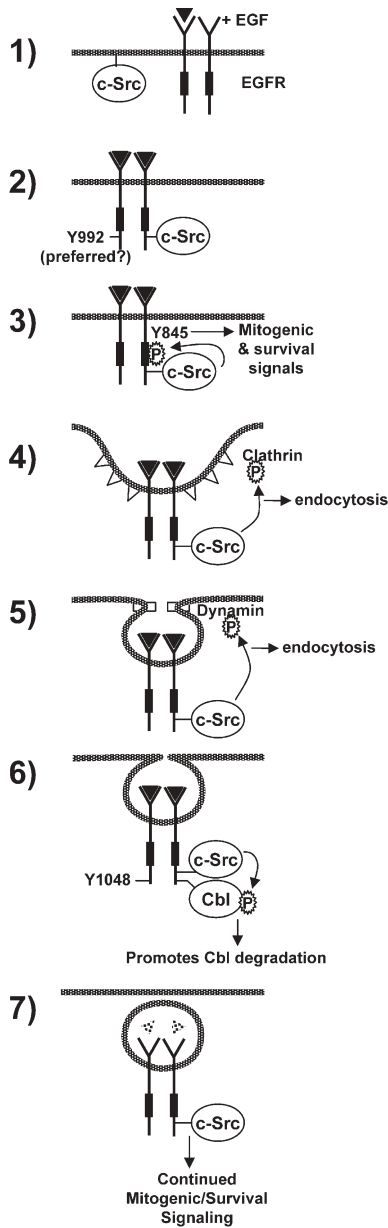 1)
+ EGF
c-Src
EGFR
2)
Y992
(preferred?)
c-Src
3)
Y845
Mitogenic
& survival
signals
P
c-Src
4)
Clathrin
P
endocytosis
c-Src
5)
Dynamin
P
endocytosis
c-Src
6)
c-Src
Y1048
Cbl
P
Promotes Cbl degradation
7)
c-Src
Continued
Mitogenic/Survival
Signaling